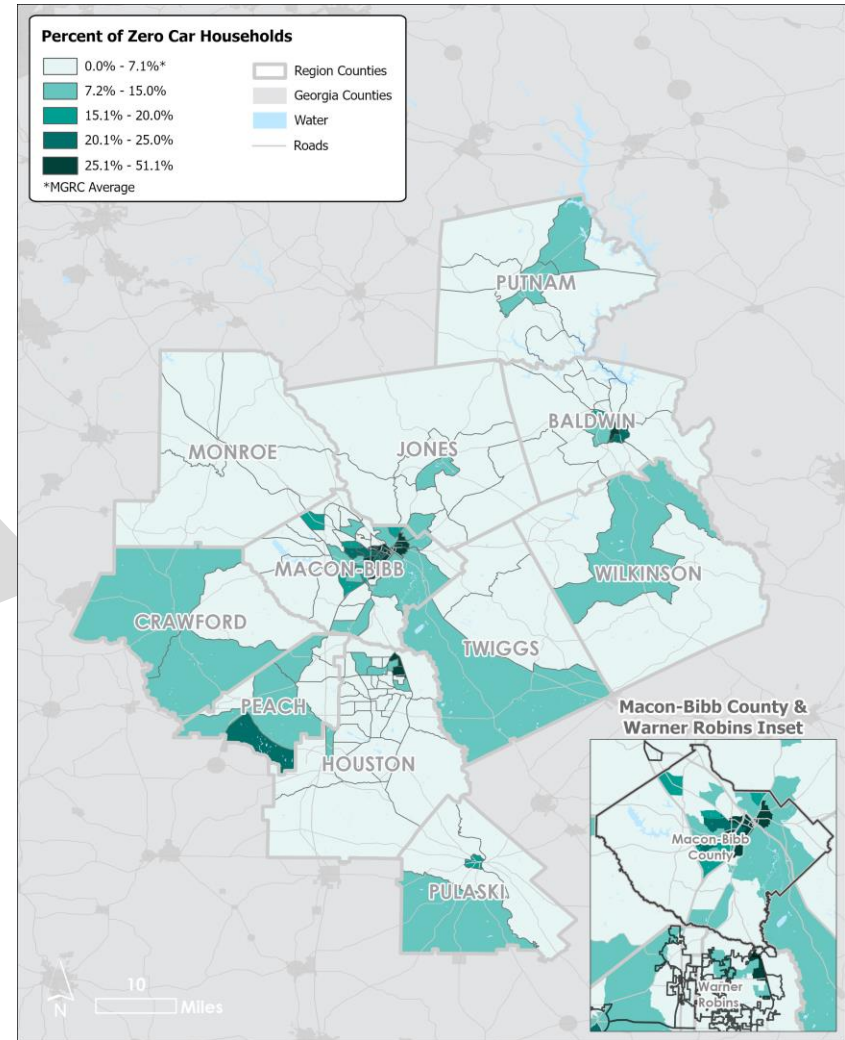 Percent of Zero Car Households
0.0% - 7.1%*
7.2% - 15.0%
15.1% - 20.0%
20.1% - 25.0%
25.1% - 51.1%
*MGRC Average
Region Counties
Georgia Counties
Water
Roads
PUTNAM
BALDWIN
JONES
MONROE
MACON-BIBB
WILKINSON
CRAWFORD
TWIGGS
PEACH
HOUSTON
PULASKI
Macon-Bibb County &
Warner Robins Inset
Macon-Bibb
County
Warner
Robins
N
10
Miles